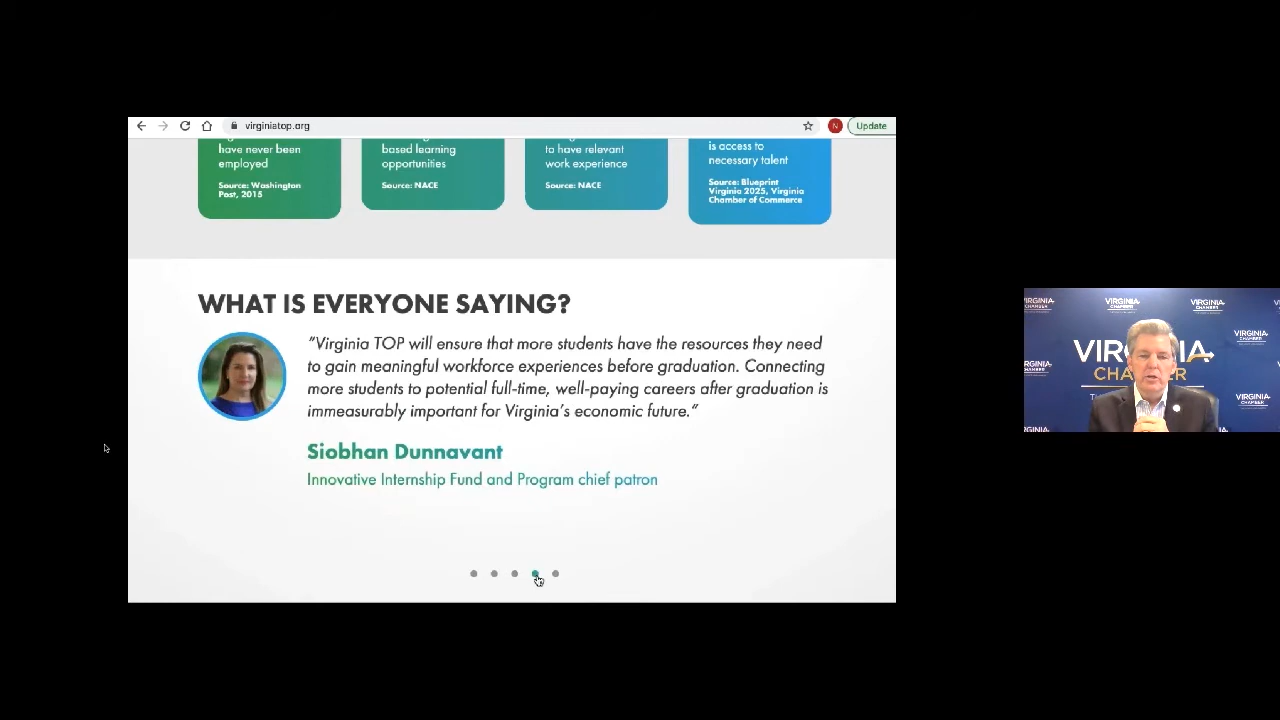 virginiatop.org
N
Update
have never been
employed
Source: Washington
Post, 2015
based learning
opportunities
Source: NACE
to have relevant
work experience
Source: NACE
is access to
necessary talent
Source: Blueprint
Virginia 2025, Virginia
Chamber of Commerce
WHAT IS EVERYONE SAYING?
"Virginia TOP will ensure that more students have the resources they need
to gain meaningful workforce experiences before graduation. Connecting
more students to potential full-time, well-paying careers after graduation is
immeasurably important for Virginia's economic future."
Siobhan Dunnavant
Innovative Internship Fund and Program chief patron
VIRGINIA
CHAMBER
VIRGINIA
CHAMBER
VIRGINIA
CHAMBER